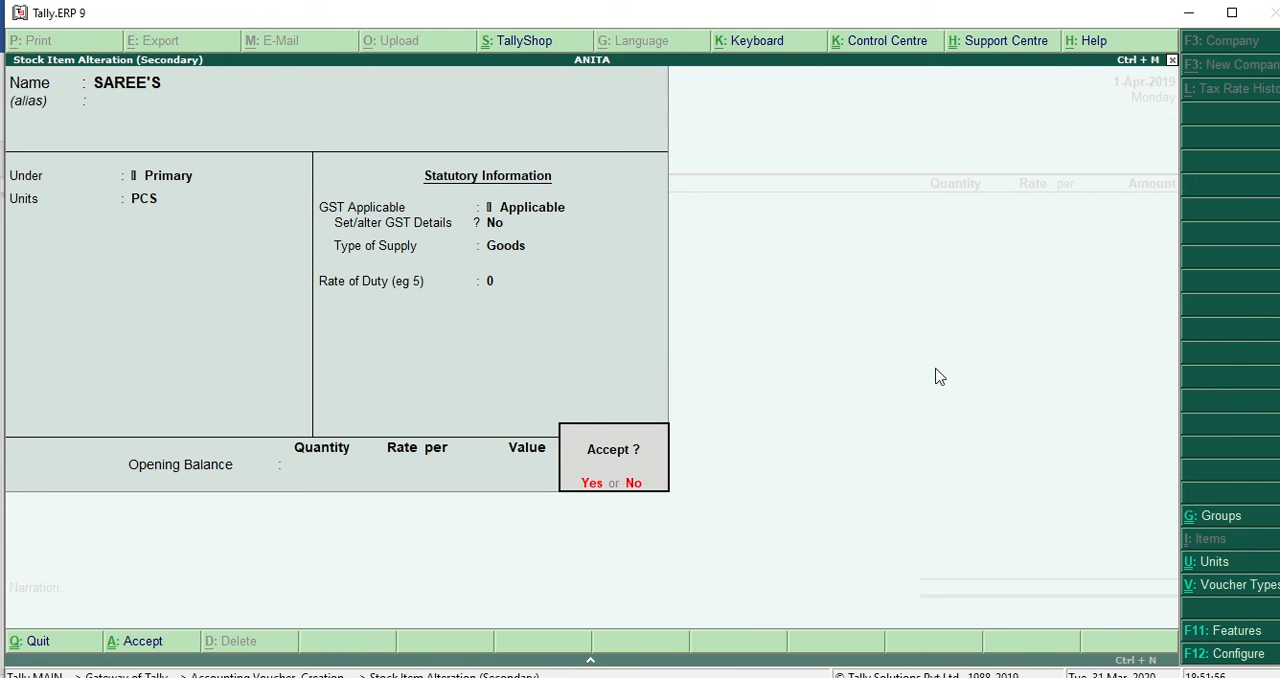 Tally.ERP 9
P: Print E: Export M: E-Mail O: Upload S: TallyShop G: Language K: Keyboard K: Control Centre H: Support Centre H: Help F3: Company
Stock Item Alteration (Secondary) ANITA Ctrl + M
F3: New Compan
Name : SAREE'S
1-Apr-2019
L: Tax Rate Histo
(alias) :
Monday
Under : Primary
Statutory Information
Quantity Rate per Amount
Units : PCS
GST Applicable : Applicable
Set/alter GST Details ? No
Type of Supply : Goods
Rate of Duty (eg 5) : 0
Quantity Rate per Value
Accept ?
Opening Balance :
Yes or No
G: Groups
I: Items
U: Units
Narration:
V: Voucher Types
F11: Features
Q: Quit A: Accept D: Delete
F12: Configure
Ctrl + N
Tally MAIN --> Gateway of Tally --> Accounting Voucher Creation --> Stock Item Alteration (Secondary) © Tally Solutions Pvt Ltd., 1988-2019 Tue, 31 Mar, 2020 18:51:56